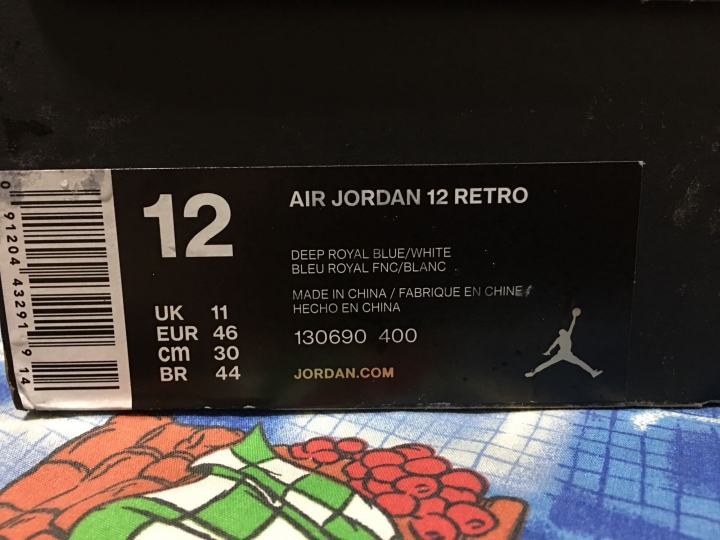 0 91204 43291 9 14
12
UK 11
EUR 46
cm 30
BR 44
AIR JORDAN 12 RETRO
DEEP ROYAL BLUE/WHITE
BLEU ROYAL FNC/BLANC
MADE IN CHINA / FABRIQUE EN CHINE /
HECHO EN CHINA
130690 400
JORDAN.COM